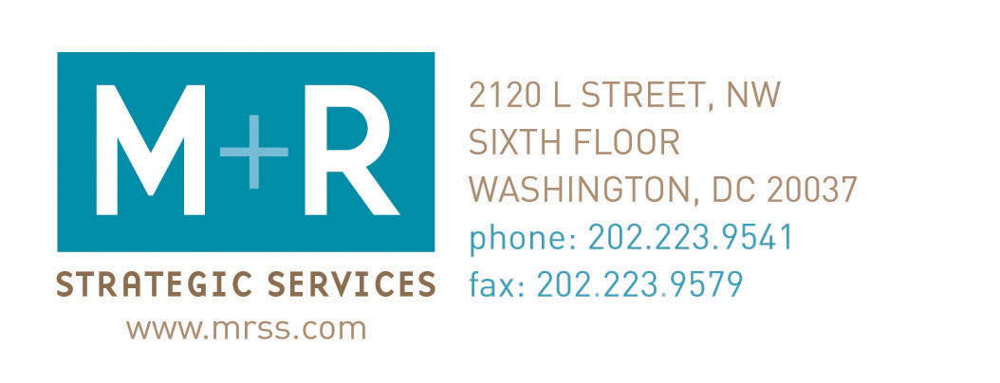 M+R
STRATEGIC SERVICES
www.mrss.com
2120 L STREET, NW
SIXTH FLOOR
WASHINGTON, DC 20037
phone: 202.223.9541
fax: 202.223.9579